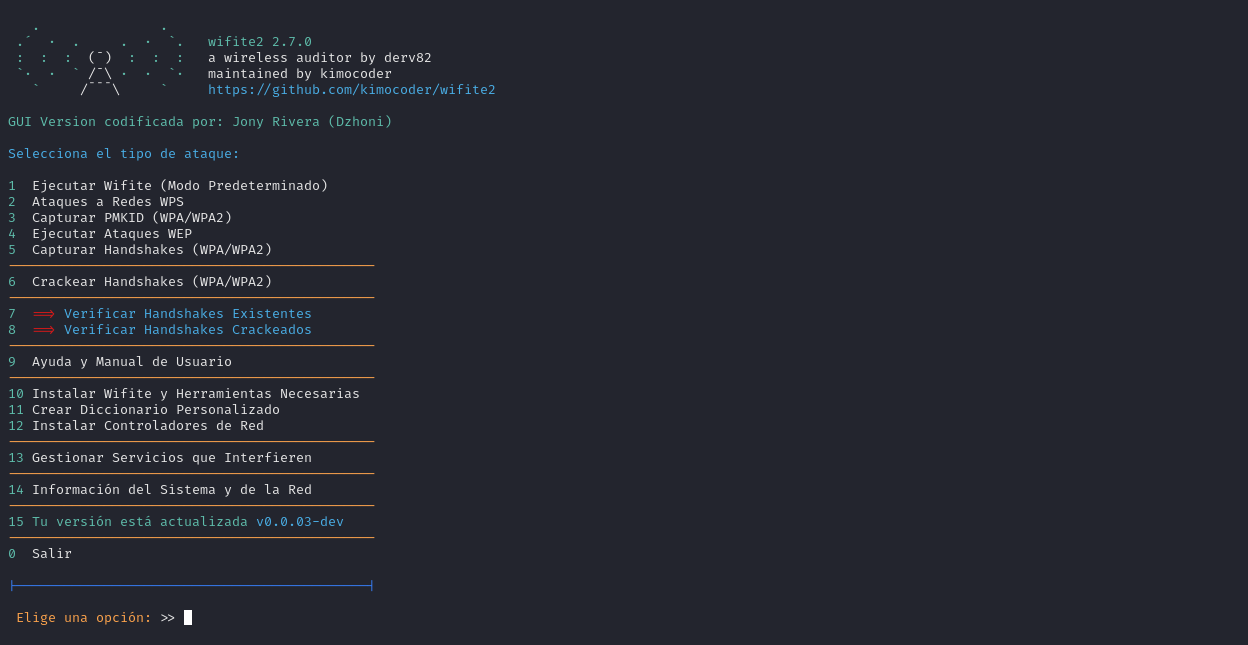 wifite2 2.7.0
a wireless auditor by derv82
maintained by kimocoder
https://github.com/kimocoder/wifite2
GUI Version codificada por: Jony Rivera (Dzhoni)
Selecciona el tipo de ataque:
1 Ejecutar Wifite (Modo Predeterminado)
2 Ataques a Redes WPS
3 Capturar PMKID (WPA/WPA2)
4 Ejecutar Ataques WEP
5 Capturar Handshakes (WPA/WPA2)
6 Crackear Handshakes (WPA/WPA2)
7 ==> Verificar Handshakes Existentes
8 ==> Verificar Handshakes Crackeados
9 Ayuda y Manual de Usuario
10 Instalar Wifite y Herramientas Necesarias
11 Crear Diccionario Personalizado
12 Instalar Controladores de Red
13 Gestionar Servicios que Interfieren
14 Información del Sistema y de la Red
15 Tu versión está actualizada v0.0.03-dev
0 Salir
Elige una opción: >>